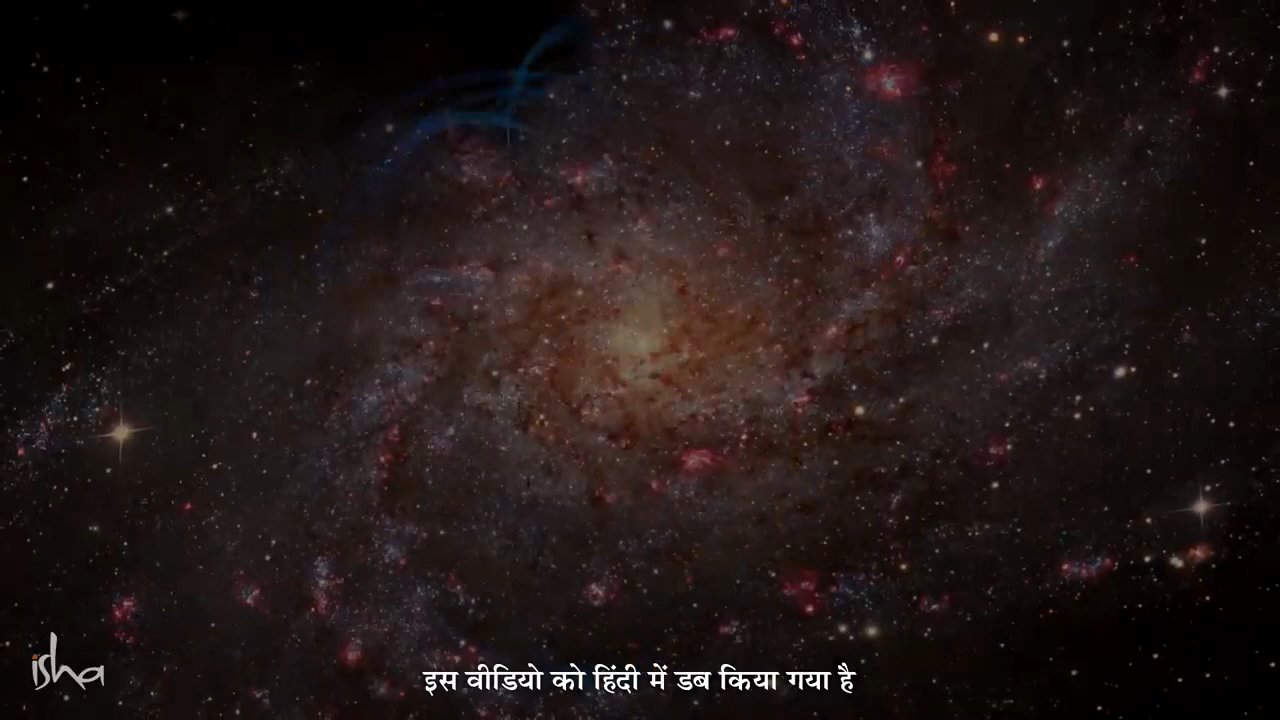 isha
इस वीडियो को हिंदी में डब किया गया है